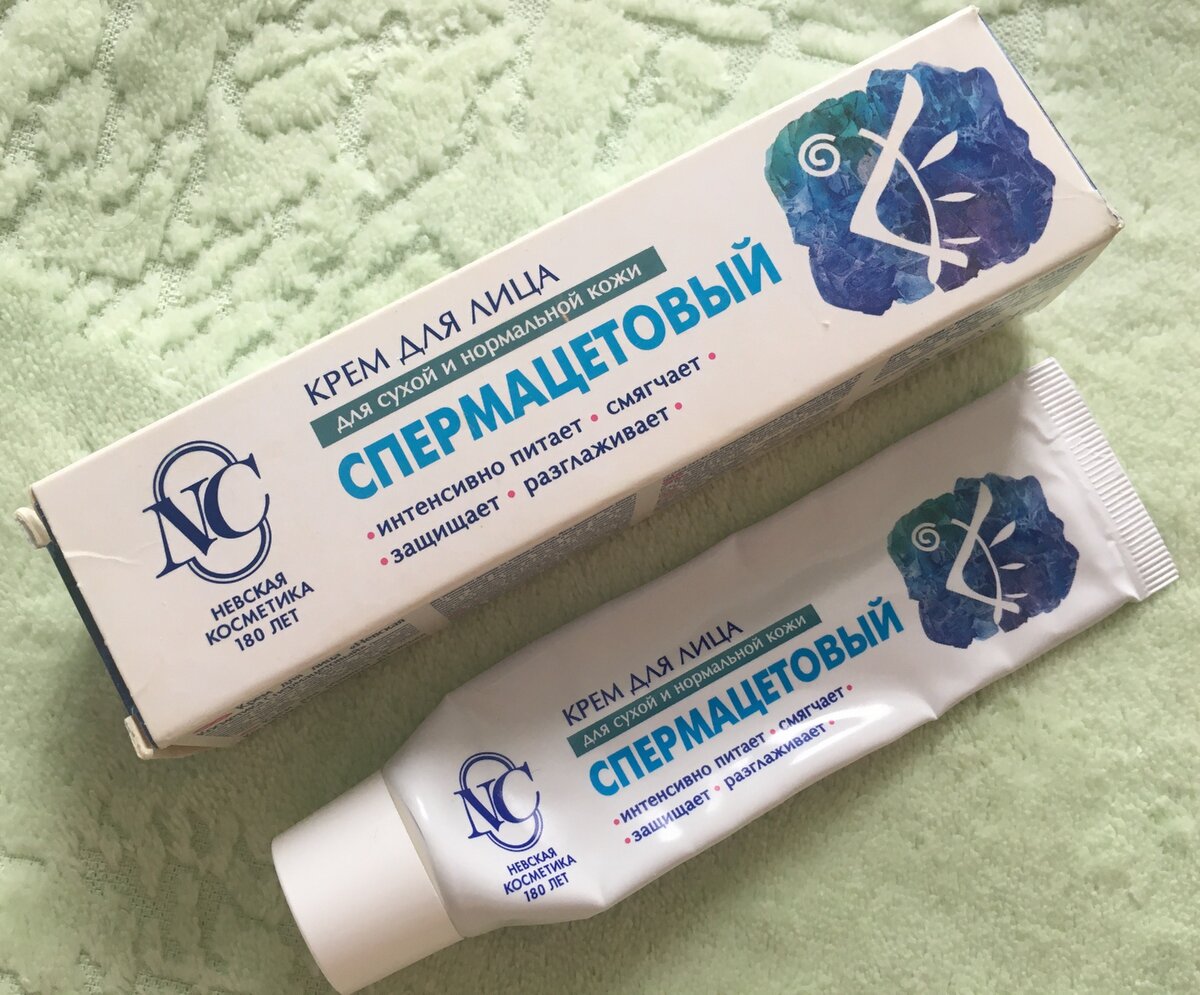 КРЕМ ДЛЯ ЛИЦА
для сухой и нормальной кожи
СПЕРМАЦЕТОВЫЙ
• интенсивно питает • смягчает •
• защищает • разглаживает •
NC
НЕВСКАЯ
КОСМЕТИКА
180 ЛЕТ
КРЕМ ДЛЯ ЛИЦА
для сухой и нормальной кожи
СПЕРМАЦЕТОВЫЙ
• интенсивно питает • смягчает •
• защищает • разглаживает •
NC
НЕВСКАЯ
КОСМЕТИКА
180 ЛЕТ